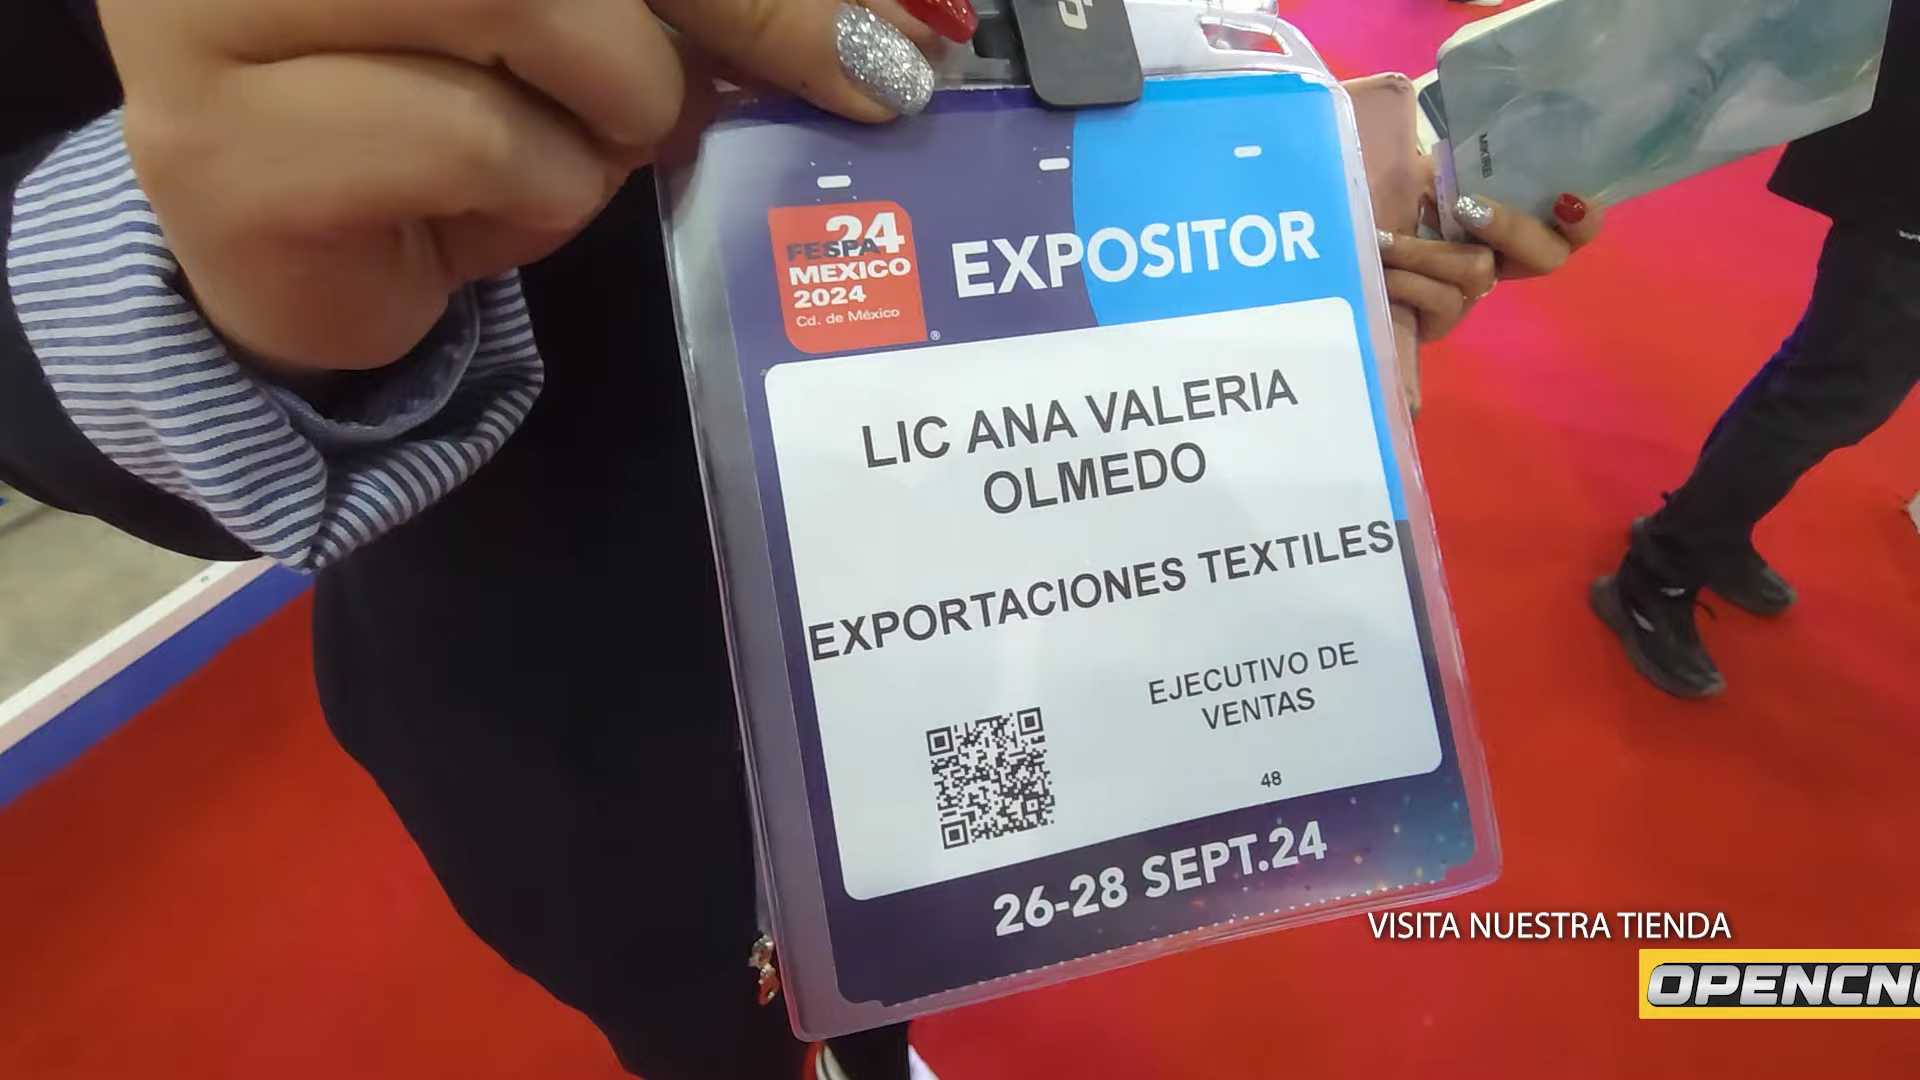 24
FESPA
MEXICO
2024
Cd. de México
®
EXPOSITOR
LIC ANA VALERIA
OLMEDO
EXPORTACIONES TEXTILES
EJECUTIVO DE
VENTAS
48
26-28 SEPT.24
VISITA NUESTRA TIENDA
OPENCN